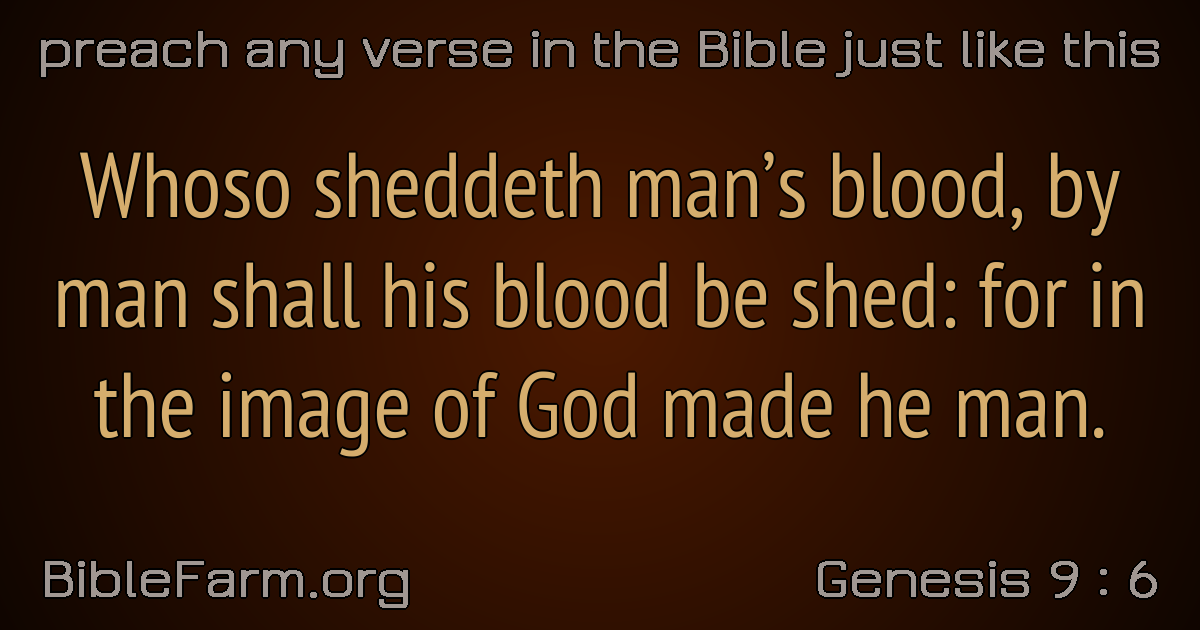 preach any verse in the Bible just like this
Whoso sheddeth man’s blood, by
man shall his blood be shed: for in
the image of God made he man.
BibleFarm.org
Genesis 9 : 6